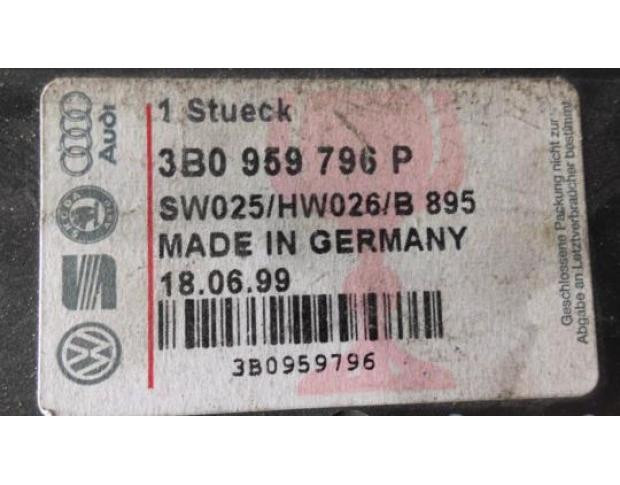 Audi
1 Stueck
3B0 959 796 P
SW025/HW026/B 895
MADE IN GERMANY
18.06.99
3B0959796
Geschlossene Packung nicht zur
Abgabe an Letztverbraucher bestimmt